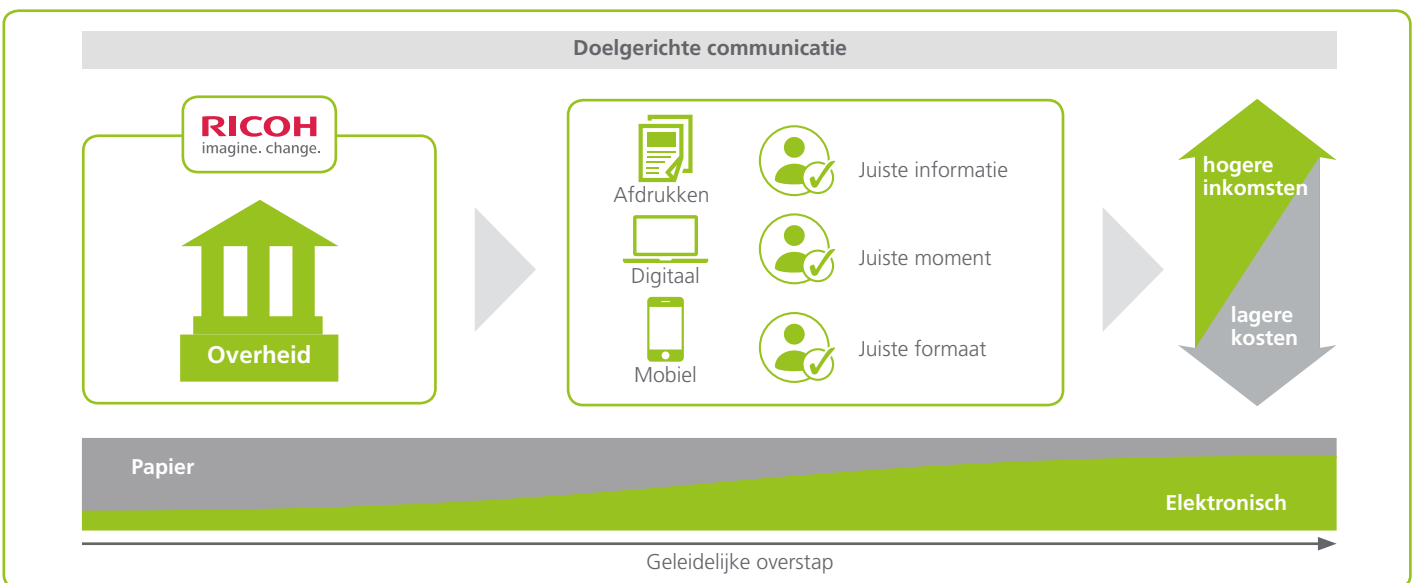 Doelgerichte communicatie
RICOH
imagine. change.
Overheid
Afdrukken
Juiste informatie
Digitaal
Juiste moment
Mobiel
Juiste formaat
hogere
inkomsten
lagere
kosten
Papier
Elektronisch
Geleidelijke overstap